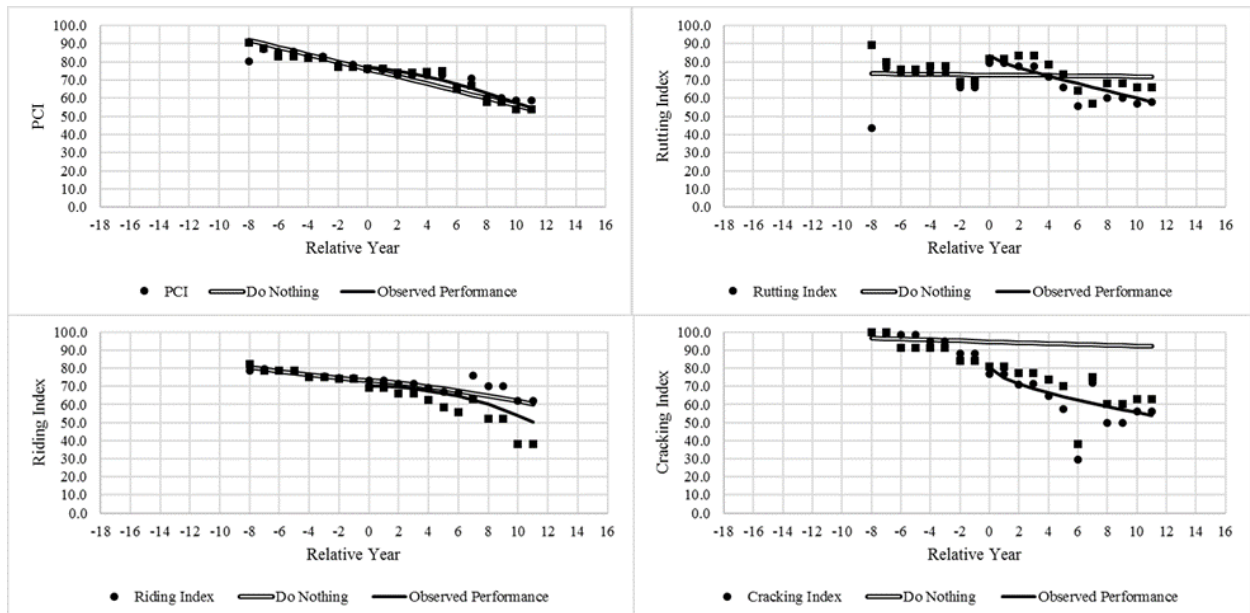 PCI
100.0
90.0
80.0
70.0
60.0
50.0
40.0
30.0
20.0
10.0
0.0
-18 -16 -14 -12 -10 -8 -6 -4 -2 0 2 4 6 8 10 12 14 16
Relative Year
PCI Do Nothing Observed Performance
Rutting Index
100.0
90.0
80.0
70.0
60.0
50.0
40.0
30.0
20.0
10.0
0.0
-18 -16 -14 -12 -10 -8 -6 -4 -2 0 2 4 6 8 10 12 14 16
Relative Year
Rutting Index Do Nothing Observed Performance
Riding Index
100.0
90.0
80.0
70.0
60.0
50.0
40.0
30.0
20.0
10.0
0.0
-18 -16 -14 -12 -10 -8 -6 -4 -2 0 2 4 6 8 10 12 14 16
Relative Year
Riding Index Do Nothing Observed Performance
Cracking Index
100.0
90.0
80.0
70.0
60.0
50.0
40.0
30.0
20.0
10.0
0.0
-18 -16 -14 -12 -10 -8 -6 -4 -2 0 2 4 6 8 10 12 14 16
Relative Year
Cracking Index Do Nothing Observed Performance